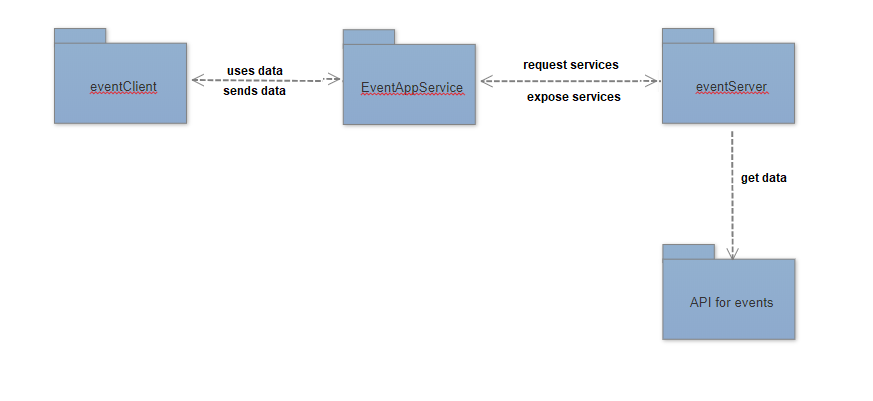 eventClient
uses data
sends data
EventAppService
request services
expose services
eventServer
get data
API for events